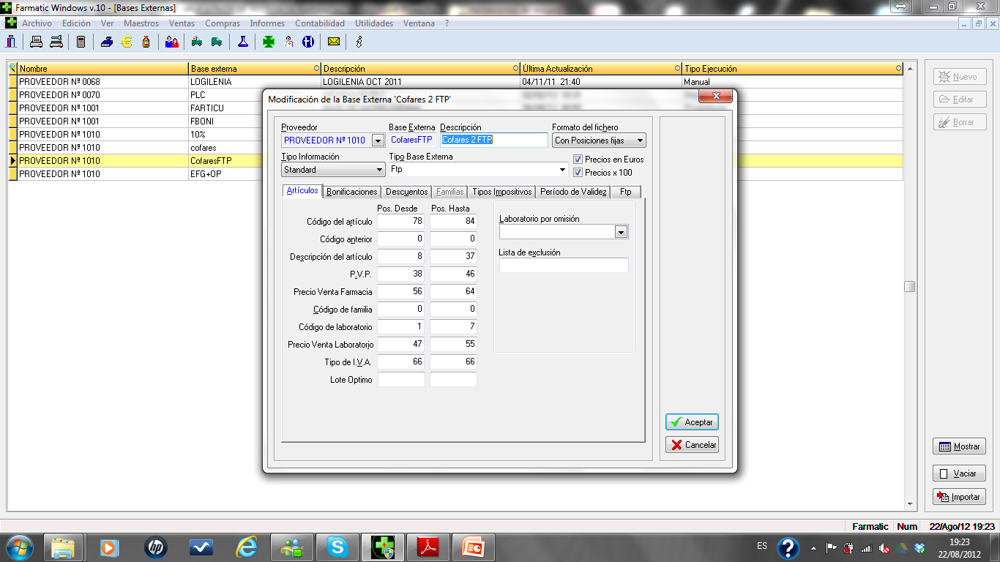 Farmatic Windows v.10 - [Bases Externas]
Archivo Edición Ver Maestros Ventas Compras Informes Contabilidad Utilidades Ventana ?
Nombre Base externa Descripción Última Actualización Tipo Ejecución
PROVEEDOR Nº 0068 LOGILENIA LOGILENIA OCT 2011 04/11/11 21:40 Manual
PROVEEDOR Nº 0070 PLC
PROVEEDOR Nº 1001 FARTICU
PROVEEDOR Nº 1001 FBONI
PROVEEDOR Nº 1010 10%
PROVEEDOR Nº 1010 cofares
PROVEEDOR Nº 1010 CofaresFTP
PROVEEDOR Nº 1010 EFG+OP
Nuevo
Editar
Borrar
Modificación de la Base Externa 'Cofares 2 FTP'
Proveedor Base Externa Descripción Formato del fichero
PROVEEDOR Nº 1010 CofaresFTP Cofares 2 FTP Con Posiciones fijas
Tipo Información Tipo Base Externa Precios en Euros
Standard Ftp Precios x 100
Artículos Bonificaciones Descuentos Familias Tipos Impositivos Período de Validez Ftp
Pos. Desde Pos. Hasta
Código del artículo 78 84
Código anterior 0 0
Descripción del artículo 8 37
P.V.P. 38 46
Precio Venta Farmacia 56 64
Código de familia 0 0
Código de laboratorio 1 7
Precio Venta Laboratorio 47 55
Tipo de I.V.A. 66 66
Lote Optimo
Laboratorio por omisión
Lista de exclusión
Aceptar
Cancelar
Mostrar
Vaciar
Importar
Farmatic Num 22/Ago/12 19:23
ES 19:23
22/08/2012